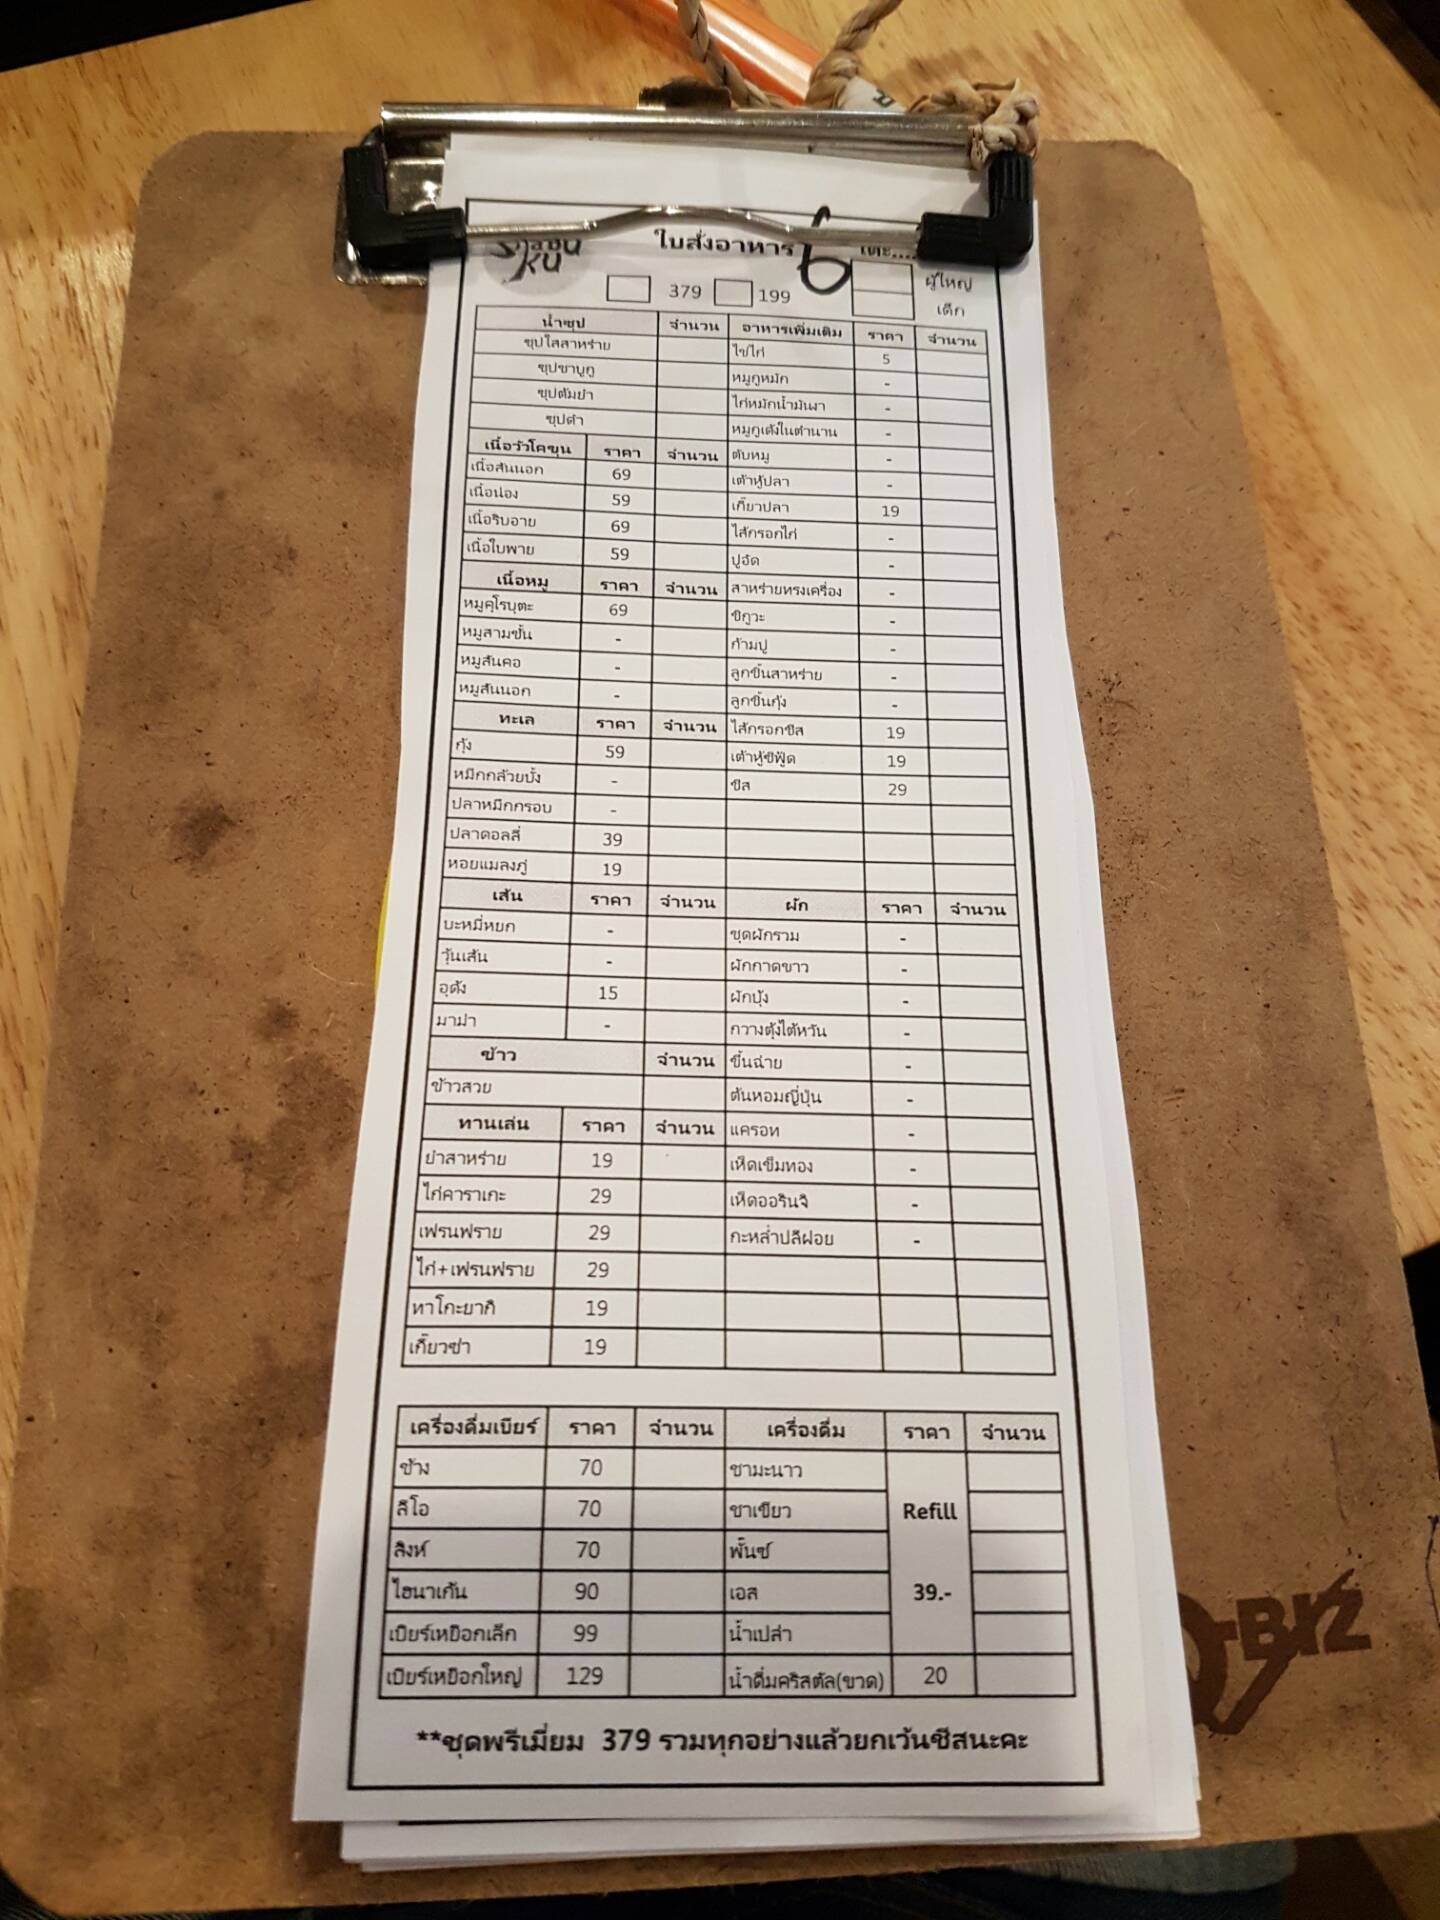 Shabu
ใบสั่งอาหาร 6 โต๊ะ....
Ku
379 199 ผู้ใหญ่
เด็ก
น้ำซุป จำนวน อาหารเพิ่มเติม ราคา จำนวน
ซุปใสสาหร่าย ไข่ไก่ 5
ซุปชาบูกู หมูกูหมัก -
ซุปต้มยำ ไก่หมักน้ำมันงา -
ซุปดำ หมูกูเด้งในตำนาน -
เนื้อวัวโคขุน ราคา จำนวน ตับหมู -
เนื้อสันนอก 69 เต้าหู้ปลา -
เนื้อน่อง 59 เกี๊ยวปลา 19
เนื้อริบอาย 69 ไส้กรอกไก่ -
เนื้อใบพาย 59 ปูอัด -
เนื้อหมู ราคา จำนวน สาหร่ายทรงเครื่อง -
หมูคุโรบุตะ 69 ชิกูวะ -
หมูสามชั้น - ก้ามปู -
หมูสันคอ - ลูกชิ้นสาหร่าย -
หมูสันนอก - ลูกชิ้นกุ้ง -
ทะเล ราคา จำนวน ไส้กรอกชีส 19
กุ้ง 59 เต้าหู้ซีฟู้ด 19
หมึกกล้วยบั้ง - ชีส 29
ปลาหมึกกรอบ -
ปลาดอลลี่ 39
หอยแมลงภู่ 19
เส้น ราคา จำนวน ผัก ราคา จำนวน
บะหมี่หยก - ชุดผักรวม -
วุ้นเส้น - ผักกาดขาว -
อุด้ง 15 ผักบุ้ง -
มาม่า - กวางตุ้งไต้หวัน -
ข้าว จำนวน ขึ้นฉ่าย -
ข้าวสวย ต้นหอมญี่ปุ่น -
ทานเล่น ราคา จำนวน แครอท -
ยำสาหร่าย 19 เห็ดเข็มทอง -
ไก่คาราเกะ 29 เห็ดออรินจิ -
เฟรนฟราย 29 กะหล่ำปลีฝอย -
ไก่+เฟรนฟราย 29
ทาโกะยากิ 19
เกี๊ยวซ่า 19
เครื่องดื่มเบียร์ ราคา จำนวน เครื่องดื่ม ราคา จำนวน
ช้าง 70 ชามะนาว
ลีโอ 70 ชาเขียว Refill
สิงห์ 70 พั้นช์
ไฮนาเก้น 90 เอส 39.-
เบียร์เหยือกเล็ก 99 น้ำเปล่า
เบียร์เหยือกใหญ่ 129 น้ำดื่มคริสตัล(ขวด) 20
**ชุดพรีเมี่ยม 379 รวมทุกอย่างแล้วยกเว้นชีสนะคะ
Q-BIZ